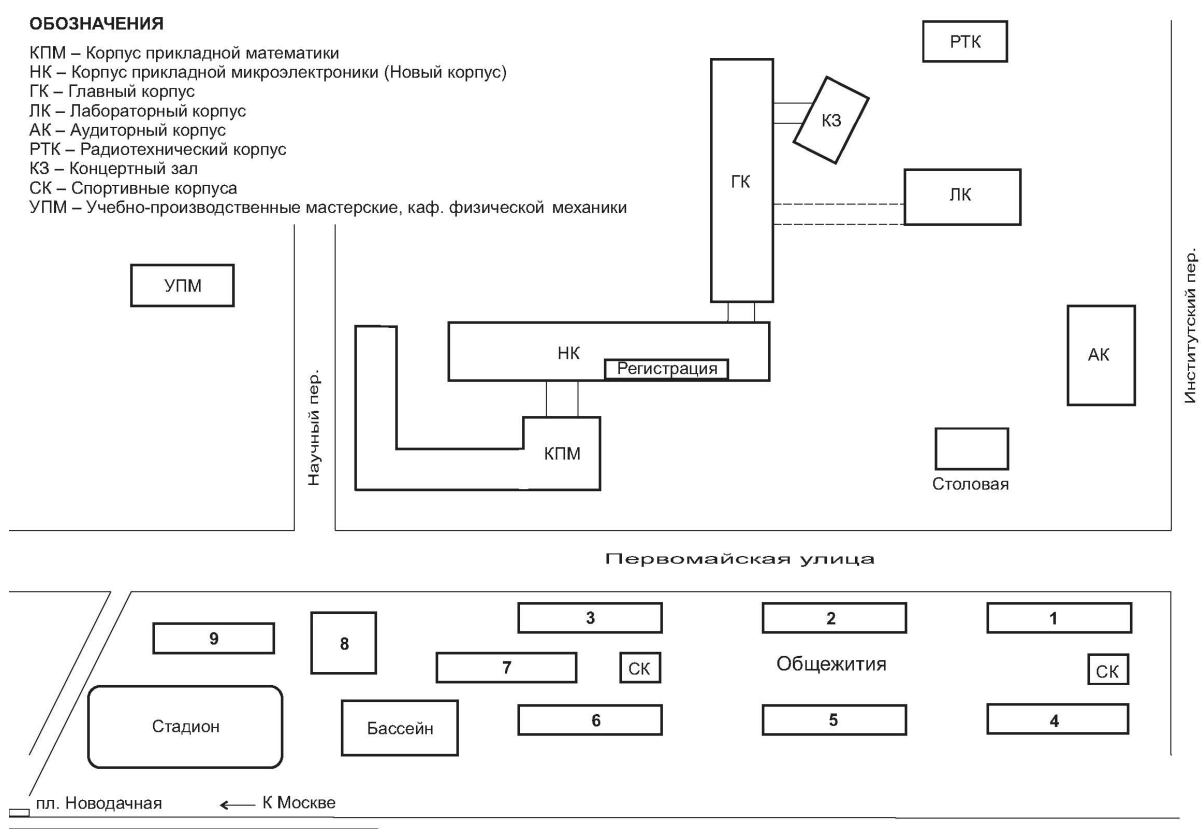 ОБОЗНАЧЕНИЯ
КПМ – Корпус прикладной математики
НК – Корпус прикладной микроэлектроники (Новый корпус)
ГК – Главный корпус
ЛК – Лабораторный корпус
АК – Аудиторный корпус
РТК – Радиотехнический корпус
КЗ – Концертный зал
СК – Спортивные корпуса
УПМ – Учебно-производственные мастерские, каф. физической механики
РТК
КЗ
ГК
ЛК
УПМ
Институтский пер.
НК
Регистрация
АК
Научный пер.
КПМ
Столовая
Первомайская улица
3
2
1
9
8
7
СК
Общежития
СК
Стадион
Бассейн
6
5
4
пл. Новодачная
К Москве